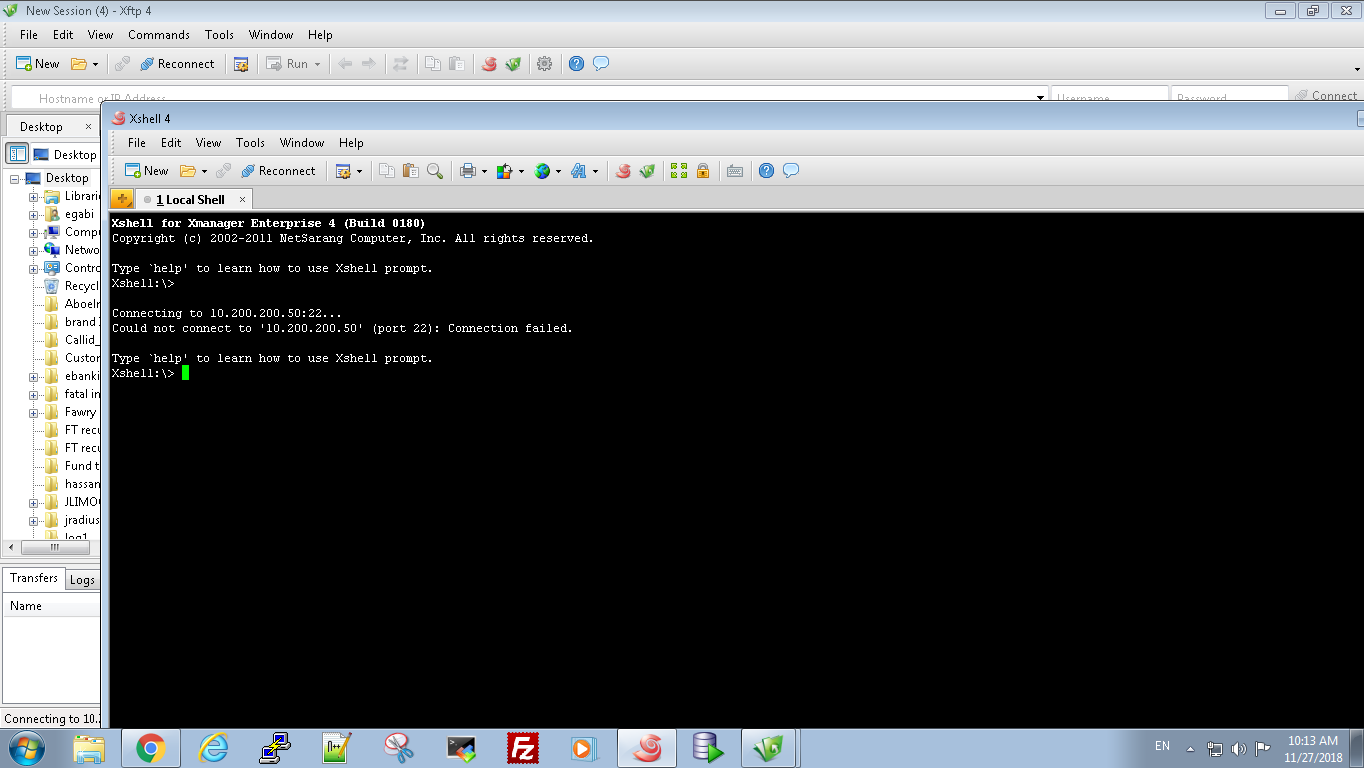 New Session (4) - Xftp 4
File Edit View Commands Tools Window Help
New Reconnect Run
Hostname or IP Address Username Password Connect
Desktop
Desktop
Desktop
egabi
Recycl
Aboelr
brand
Callid_
Custon
ebanki
fatal in
Fawry
FT recu
FT recu
Fund t
hassan
JLIMO
jradius
log1
Transfers Logs
Name
Connecting to 10.2
Xshell 4
File Edit View Tools Window Help
New Reconnect
1 Local Shell
Xshell for Xmanager Enterprise 4 (Build 0180)
Copyright (c) 2002-2011 NetSarang Computer, Inc. All rights reserved.
Type `help' to learn how to use Xshell prompt.
Xshell:\>
Connecting to 10.200.200.50:22...
Could not connect to '10.200.200.50' (port 22): Connection failed.
Type `help' to learn how to use Xshell prompt.
Xshell:\>
EN
10:13 AM
11/27/2018